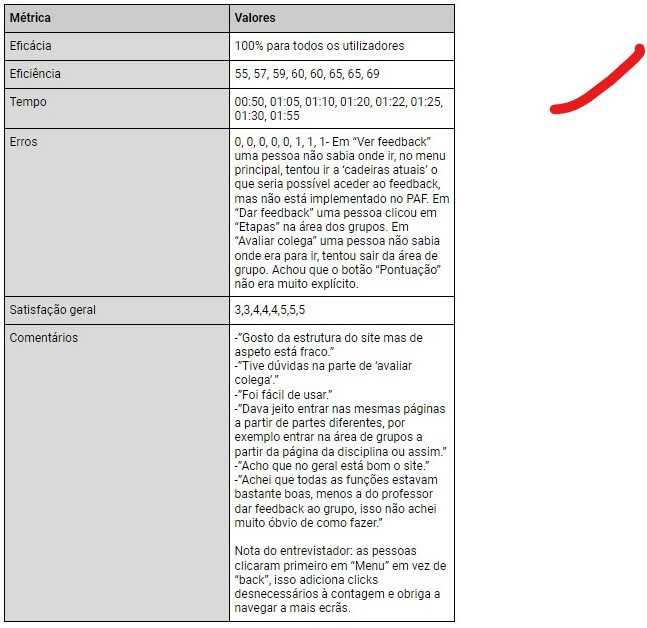 Métrica Valores
Eficácia 100% para todos os utilizadores
Eficiência 55, 57, 59, 60, 60, 65, 65, 69
Tempo 00:50, 01:05, 01:10, 01:20, 01:22, 01:25,
01:30, 01:55
Erros 0, 0, 0, 0, 0, 1, 1, 1- Em “Ver feedback”
uma pessoa não sabia onde ir, no menu
principal, tentou ir a ‘cadeiras atuais’ o
que seria possível aceder ao feedback,
mas não está implementado no PAF. Em
“Dar feedback” uma pessoa clicou em
“Etapas” na área dos grupos. Em
“Avaliar colega” uma pessoa não sabia
onde era para ir, tentou sair da área de
grupo. Achou que o botão “Pontuação”
não era muito explícito.
Satisfação geral 3,3,4,4,4,5,5,5
Comentários -”Gosto da estrutura do site mas de
aspeto está fraco.”
-”Tive dúvidas na parte de ‘avaliar
colega’.”
-”Foi fácil de usar.”
-”Dava jeito entrar nas mesmas páginas
a partir de partes diferentes, por
exemplo entrar na área de grupos a
partir da página da disciplina ou assim.”
-”Acho que no geral está bom o site.”
-”Achei que todas as funções estavam
bastante boas, menos a do professor
dar feedback ao grupo, isso não achei
muito óbvio de como fazer.”
Nota do entrevistador: as pessoas
clicaram primeiro em “Menu” em vez de
“back”, isso adiciona clicks
desnecessários à contagem e obriga a
navegar a mais ecrãs.